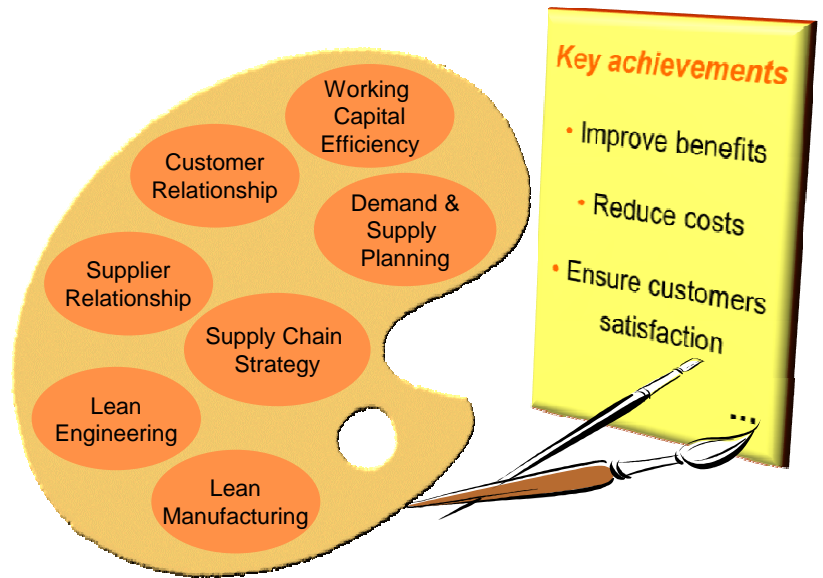 Working
Capital
Efficiency
Customer
Relationship
Demand &
Supply
Planning
Supplier
Relationship
Supply Chain
Strategy
Lean
Engineering
Lean
Manufacturing
Key achievements
• Improve benefits
• Reduce costs
• Ensure customers
satisfaction
...